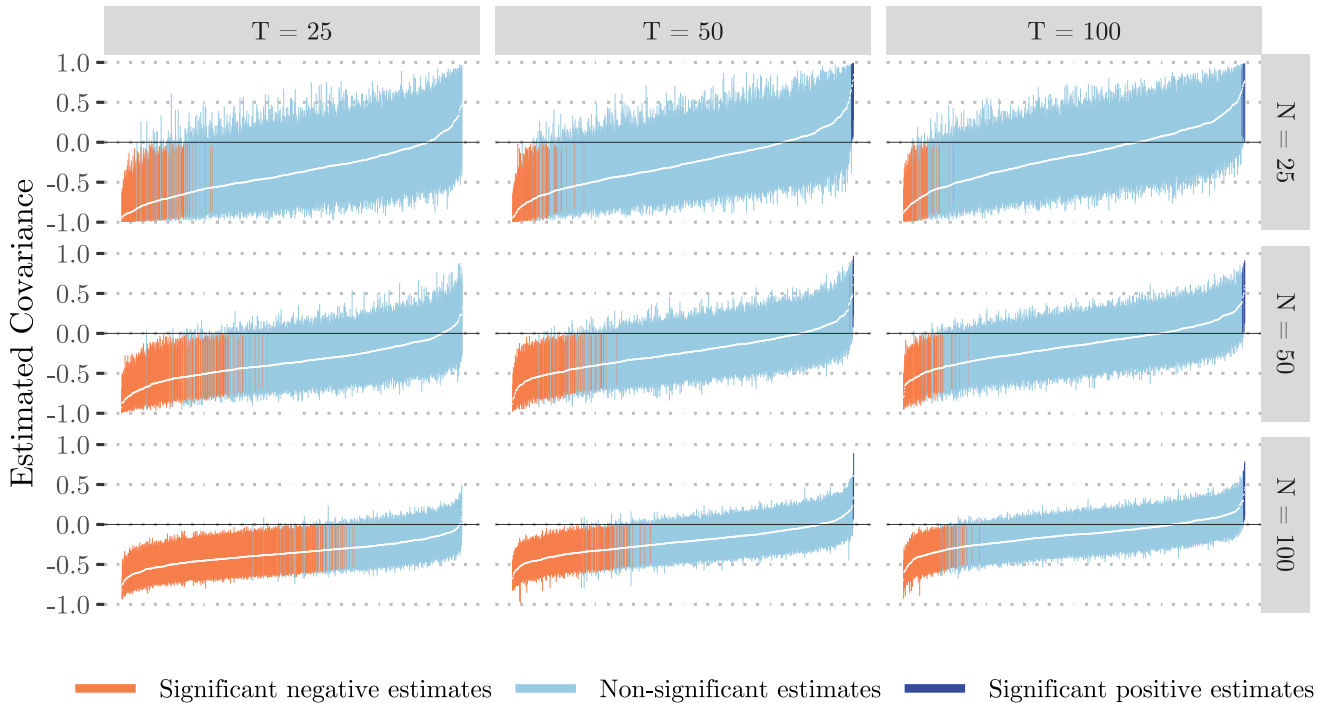 T = 25
T = 50
T = 100
Estimated Covariance
1.0
0.5
0.0
-0.5
-1.0
N = 25
1.0
0.5
0.0
-0.5
-1.0
N = 50
1.0
0.5
0.0
-0.5
-1.0
N = 100
Significant negative estimates
Non-significant estimates
Significant positive estimates